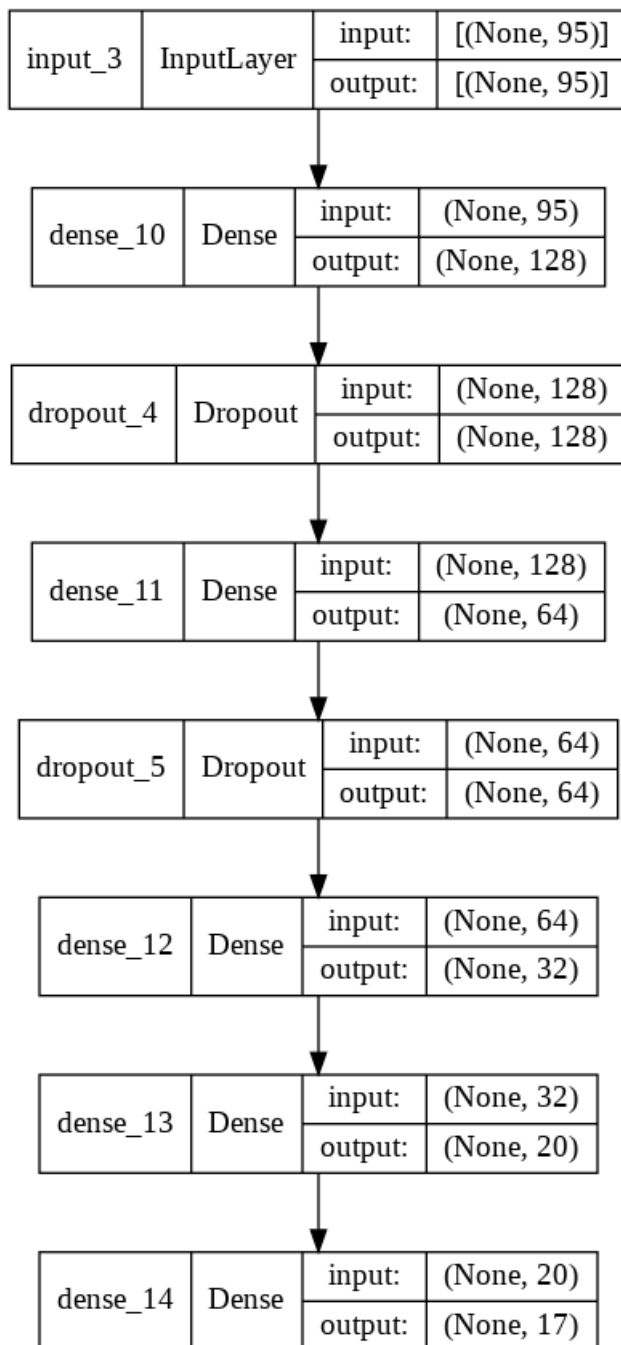 input_3 InputLayer input: [(None, 95)]
output: [(None, 95)]
dense_10 Dense input: (None, 95)
output: (None, 128)
dropout_4 Dropout input: (None, 128)
output: (None, 128)
dense_11 Dense input: (None, 128)
output: (None, 64)
dropout_5 Dropout input: (None, 64)
output: (None, 64)
dense_12 Dense input: (None, 64)
output: (None, 32)
dense_13 Dense input: (None, 32)
output: (None, 20)
dense_14 Dense input: (None, 20)
output: (None, 17)